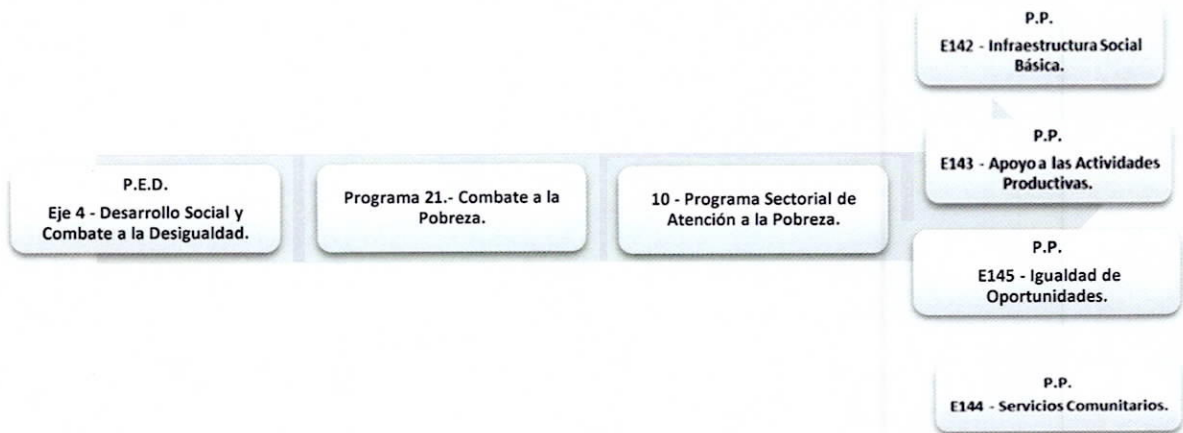 P.E.D.
Eje 4 - Desarrollo Social y
Combate a la Desigualdad.
Programa 21.- Combate a la
Pobreza.
10 - Programa Sectorial de
Atención a la Pobreza.
P.P.
E142 - Infraestructura Social
Básica.
P.P.
E143 - Apoyo a las Actividades
Productivas.
P.P.
E145 - Igualdad de
Oportunidades.
P.P.
E144 - Servicios Comunitarios.